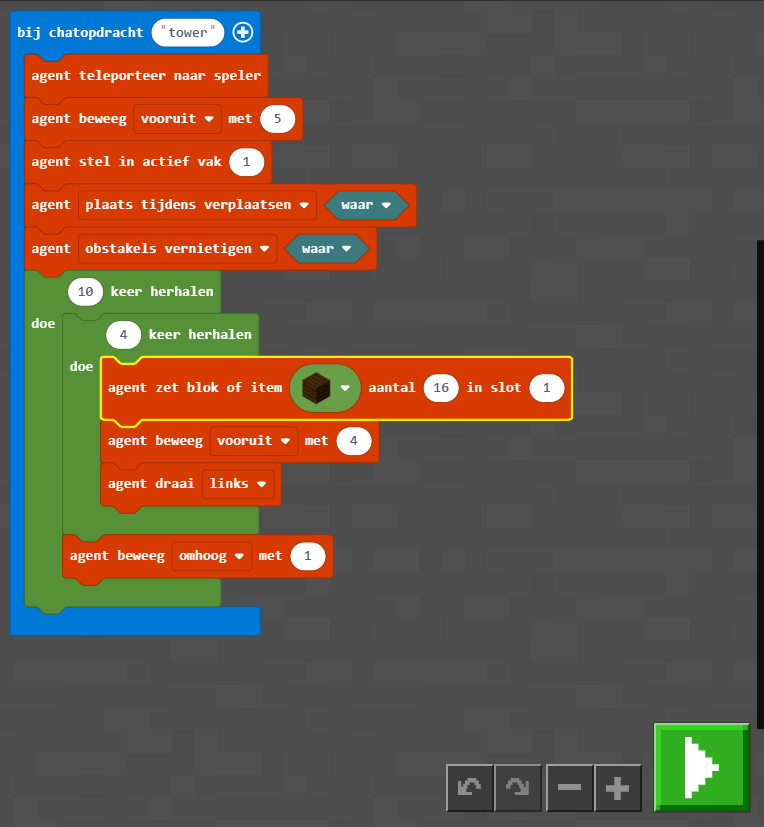 bij chatopdracht "tower"
agent teleporteer naar speler
agent beweeg vooruit met 5
agent stel in actief vak 1
agent plaats tijdens verplaatsen waar
agent obstakels vernietigen waar
10 keer herhalen
doe
4 keer herhalen
doe
agent zet blok of item aantal 16 in slot 1
agent beweeg vooruit met 4
agent draai links
agent beweeg omhoog met 1